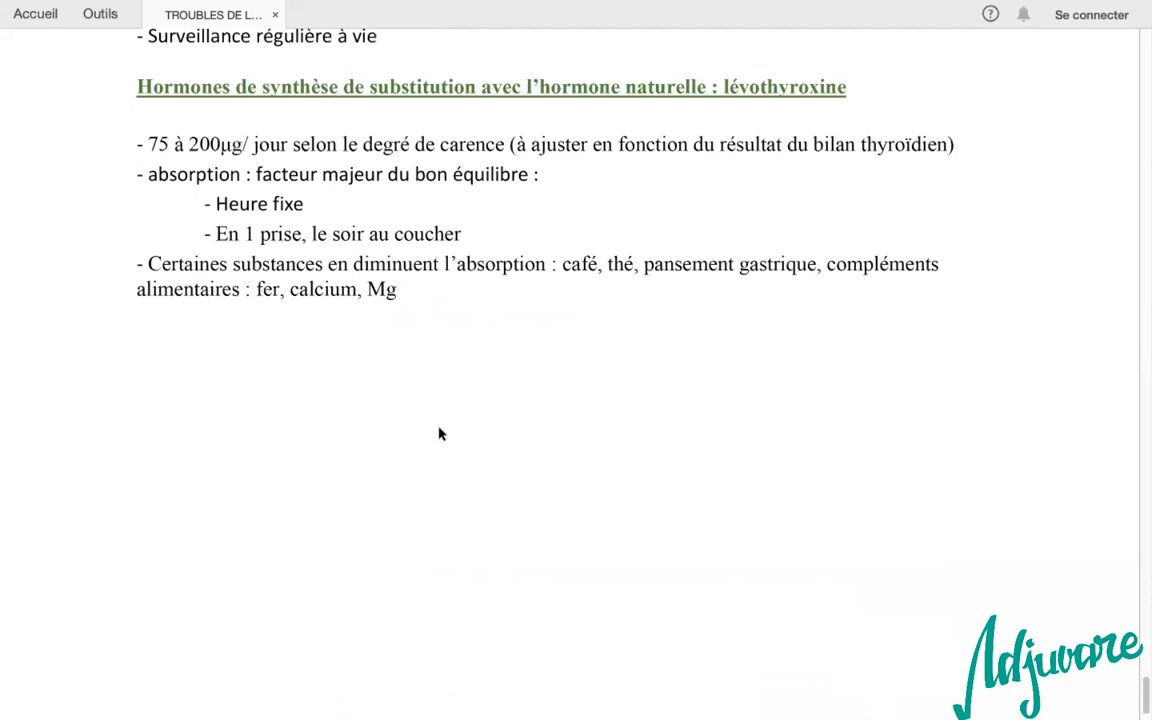 Accueil Outils TROUBLES DE L... × ? Se connecter
- Surveillance régulière à vie
Hormones de synthèse de substitution avec l’hormone naturelle : lévothyroxine
- 75 à 200µg/ jour selon le degré de carence (à ajuster en fonction du résultat du bilan thyroïdien)
- absorption : facteur majeur du bon équilibre :
- Heure fixe
- En 1 prise, le soir au coucher
- Certaines substances en diminuent l’absorption : café, thé, pansement gastrique, compléments
alimentaires : fer, calcium, Mg
Adjuvare